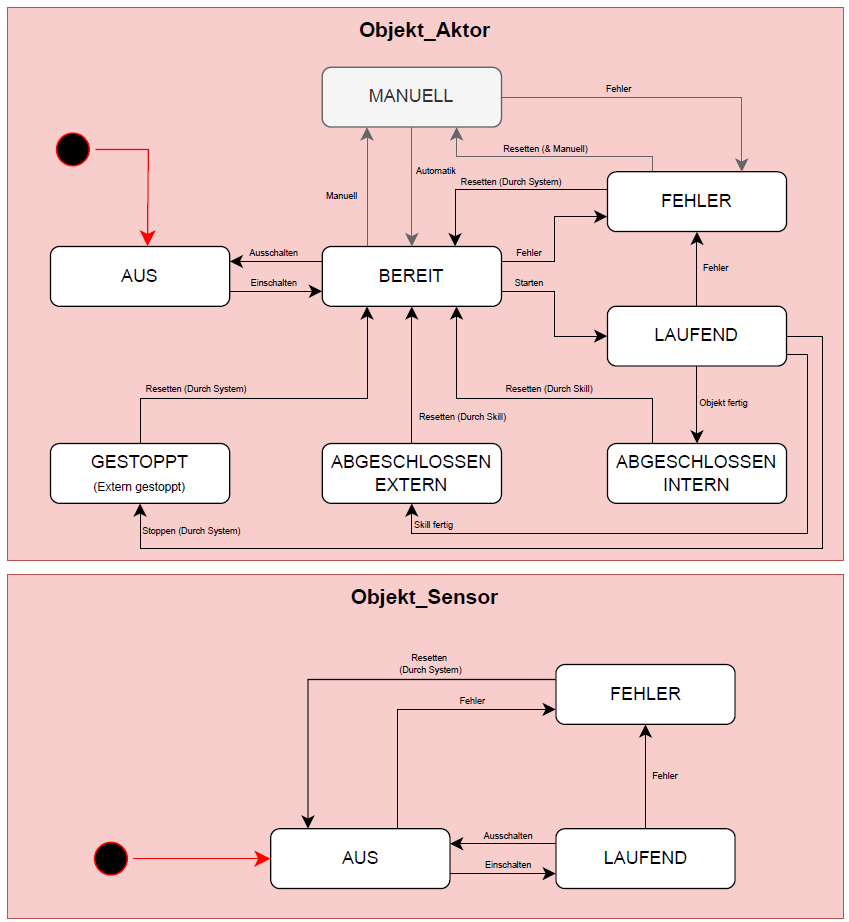 Objekt_Aktor
MANUELL
Fehler
Resetten (& Manuell)
Automatik
Resetten (Durch System)
Manuell
FEHLER
Ausschalten
Fehler
AUS
BEREIT
Fehler
Einschalten
Starten
LAUFEND
Resetten (Durch System)
Resetten (Durch Skill)
Objekt fertig
Resetten (Durch Skill)
GESTOPPT
(Extern gestoppt)
ABGESCHLOSSEN
EXTERN
ABGESCHLOSSEN
INTERN
Stoppen (Durch System)
Skill fertig
Objekt_Sensor
Resetten
(Durch System)
FEHLER
Fehler
Fehler
Ausschalten
AUS
LAUFEND
Einschalten